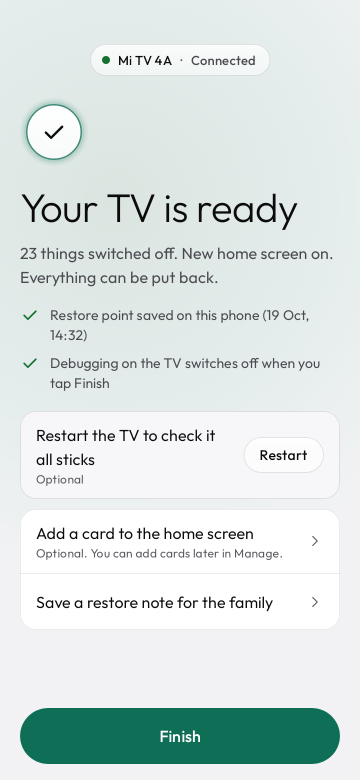 Mi TV 4A · Connected
Your TV is ready
23 things switched off. New home screen on.
Everything can be put back.
Restore point saved on this phone (19 Oct,
14:32)
Debugging on the TV switches off when you
tap Finish
Restart the TV to check it
all sticks
Optional
Restart
Add a card to the home screen
Optional. You can add cards later in Manage.
Save a restore note for the family
Finish